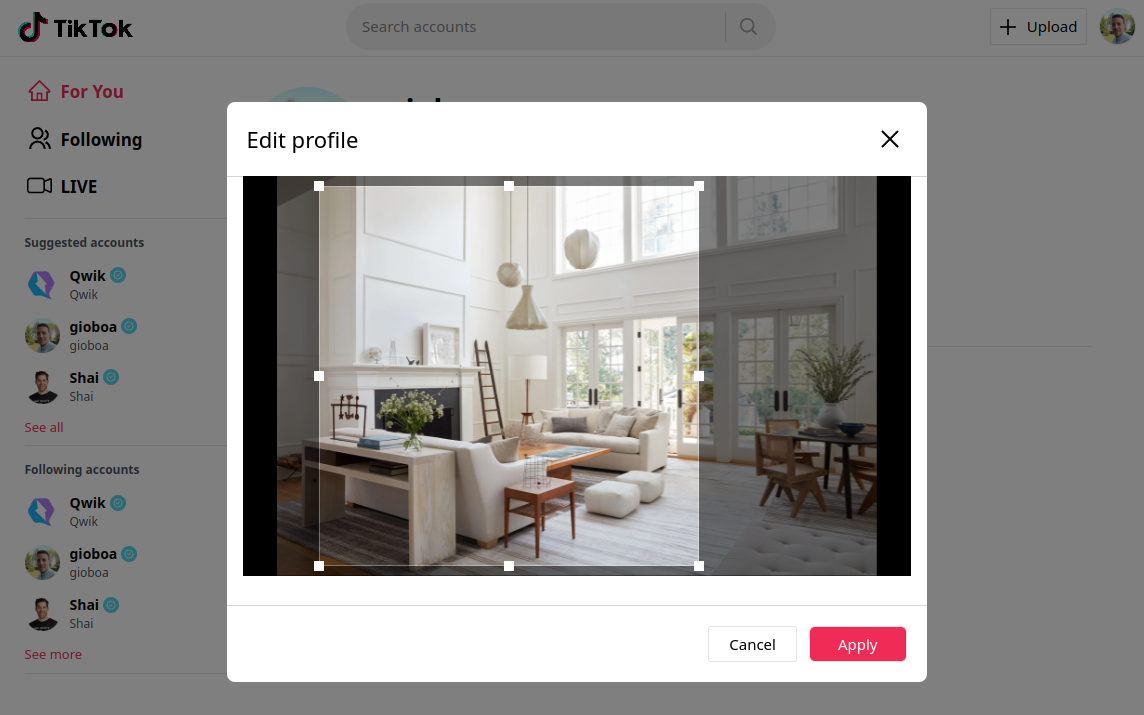 TikTok
Search accounts
Upload
For You
Following
LIVE
Suggested accounts
Qwik
Qwik
gioboa
gioboa
Shai
Shai
See all
Following accounts
Qwik
Qwik
gioboa
gioboa
Shai
Shai
See more
Edit profile
Cancel
Apply